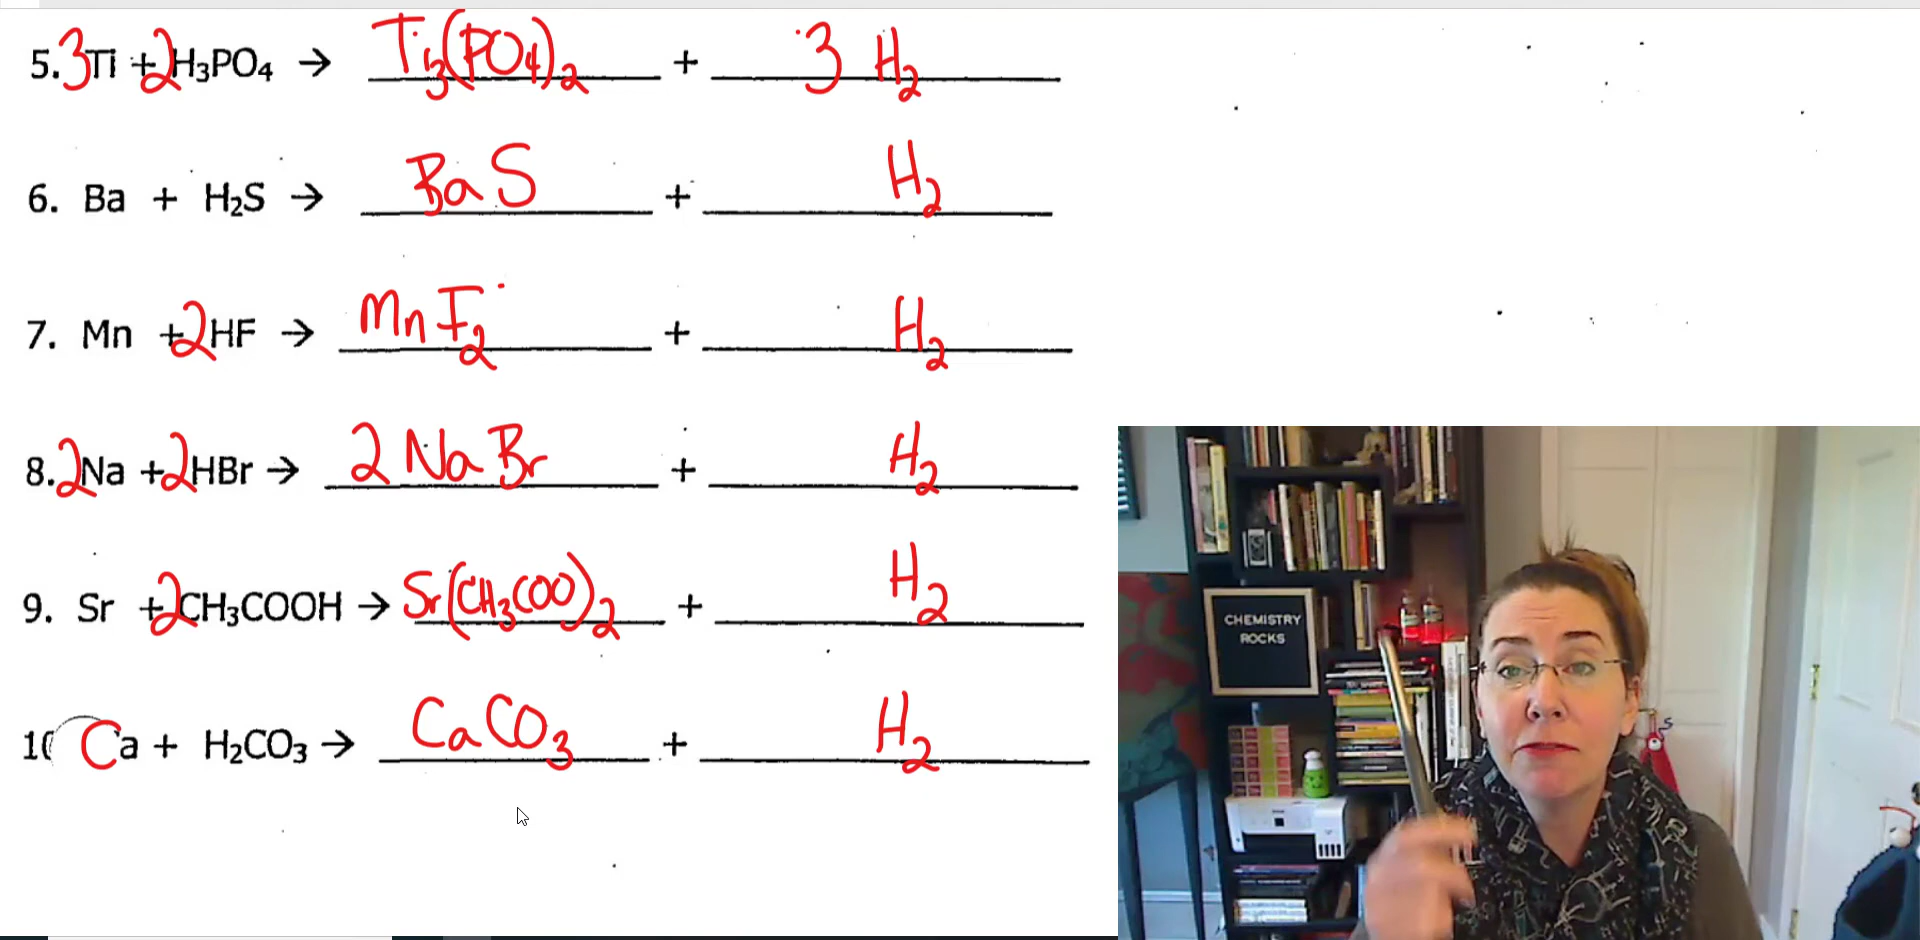 5. 3Ti + 2H₃PO₄ → Ti₃(PO4)₂ + 3 H₂
6. Ba + H₂S → BaS + H₂
7. Mn + 2HF → MnF₂ + H₂
8. 2Na + 2HBr → 2 NaBr + H₂
9. Sr + 2CH₃COOH → Sr(CH₃COO)₂ + H₂
10 Ca + H₂CO₃ → CaCO₃ + H₂
CHEMISTRY
ROCKS